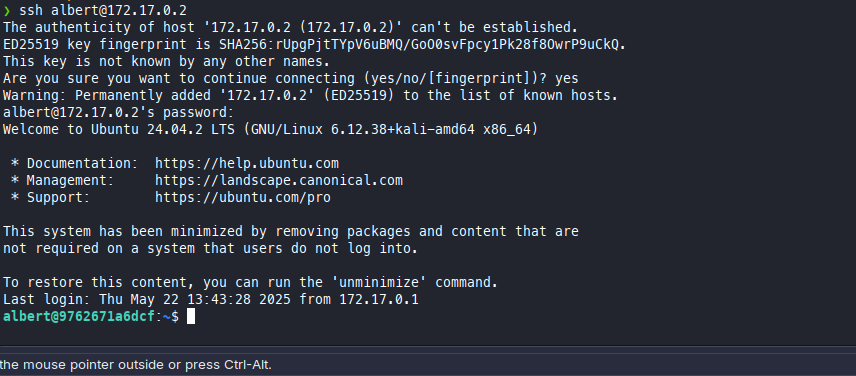 ❯ ssh albert@172.17.0.2
The authenticity of host '172.17.0.2 (172.17.0.2)' can't be established.
ED25519 key fingerprint is SHA256:rUpgPjtTYpV6uBMQ/GoO0svFpcy1Pk28f8OwrP9uCkQ.
This key is not known by any other names.
Are you sure you want to continue connecting (yes/no/[fingerprint])? yes
Warning: Permanently added '172.17.0.2' (ED25519) to the list of known hosts.
albert@172.17.0.2's password:
Welcome to Ubuntu 24.04.2 LTS (GNU/Linux 6.12.38+kali-amd64 x86_64)

 * Documentation:  https://help.ubuntu.com
 * Management:     https://landscape.canonical.com
 * Support:        https://ubuntu.com/pro

This system has been minimized by removing packages and content that are
not required on a system that users do not log into.

To restore this content, you can run the 'unminimize' command.
Last login: Thu May 22 13:43:28 2025 from 172.17.0.1
albert@9762671a6dcf:~$
the mouse pointer outside or press Ctrl-Alt.